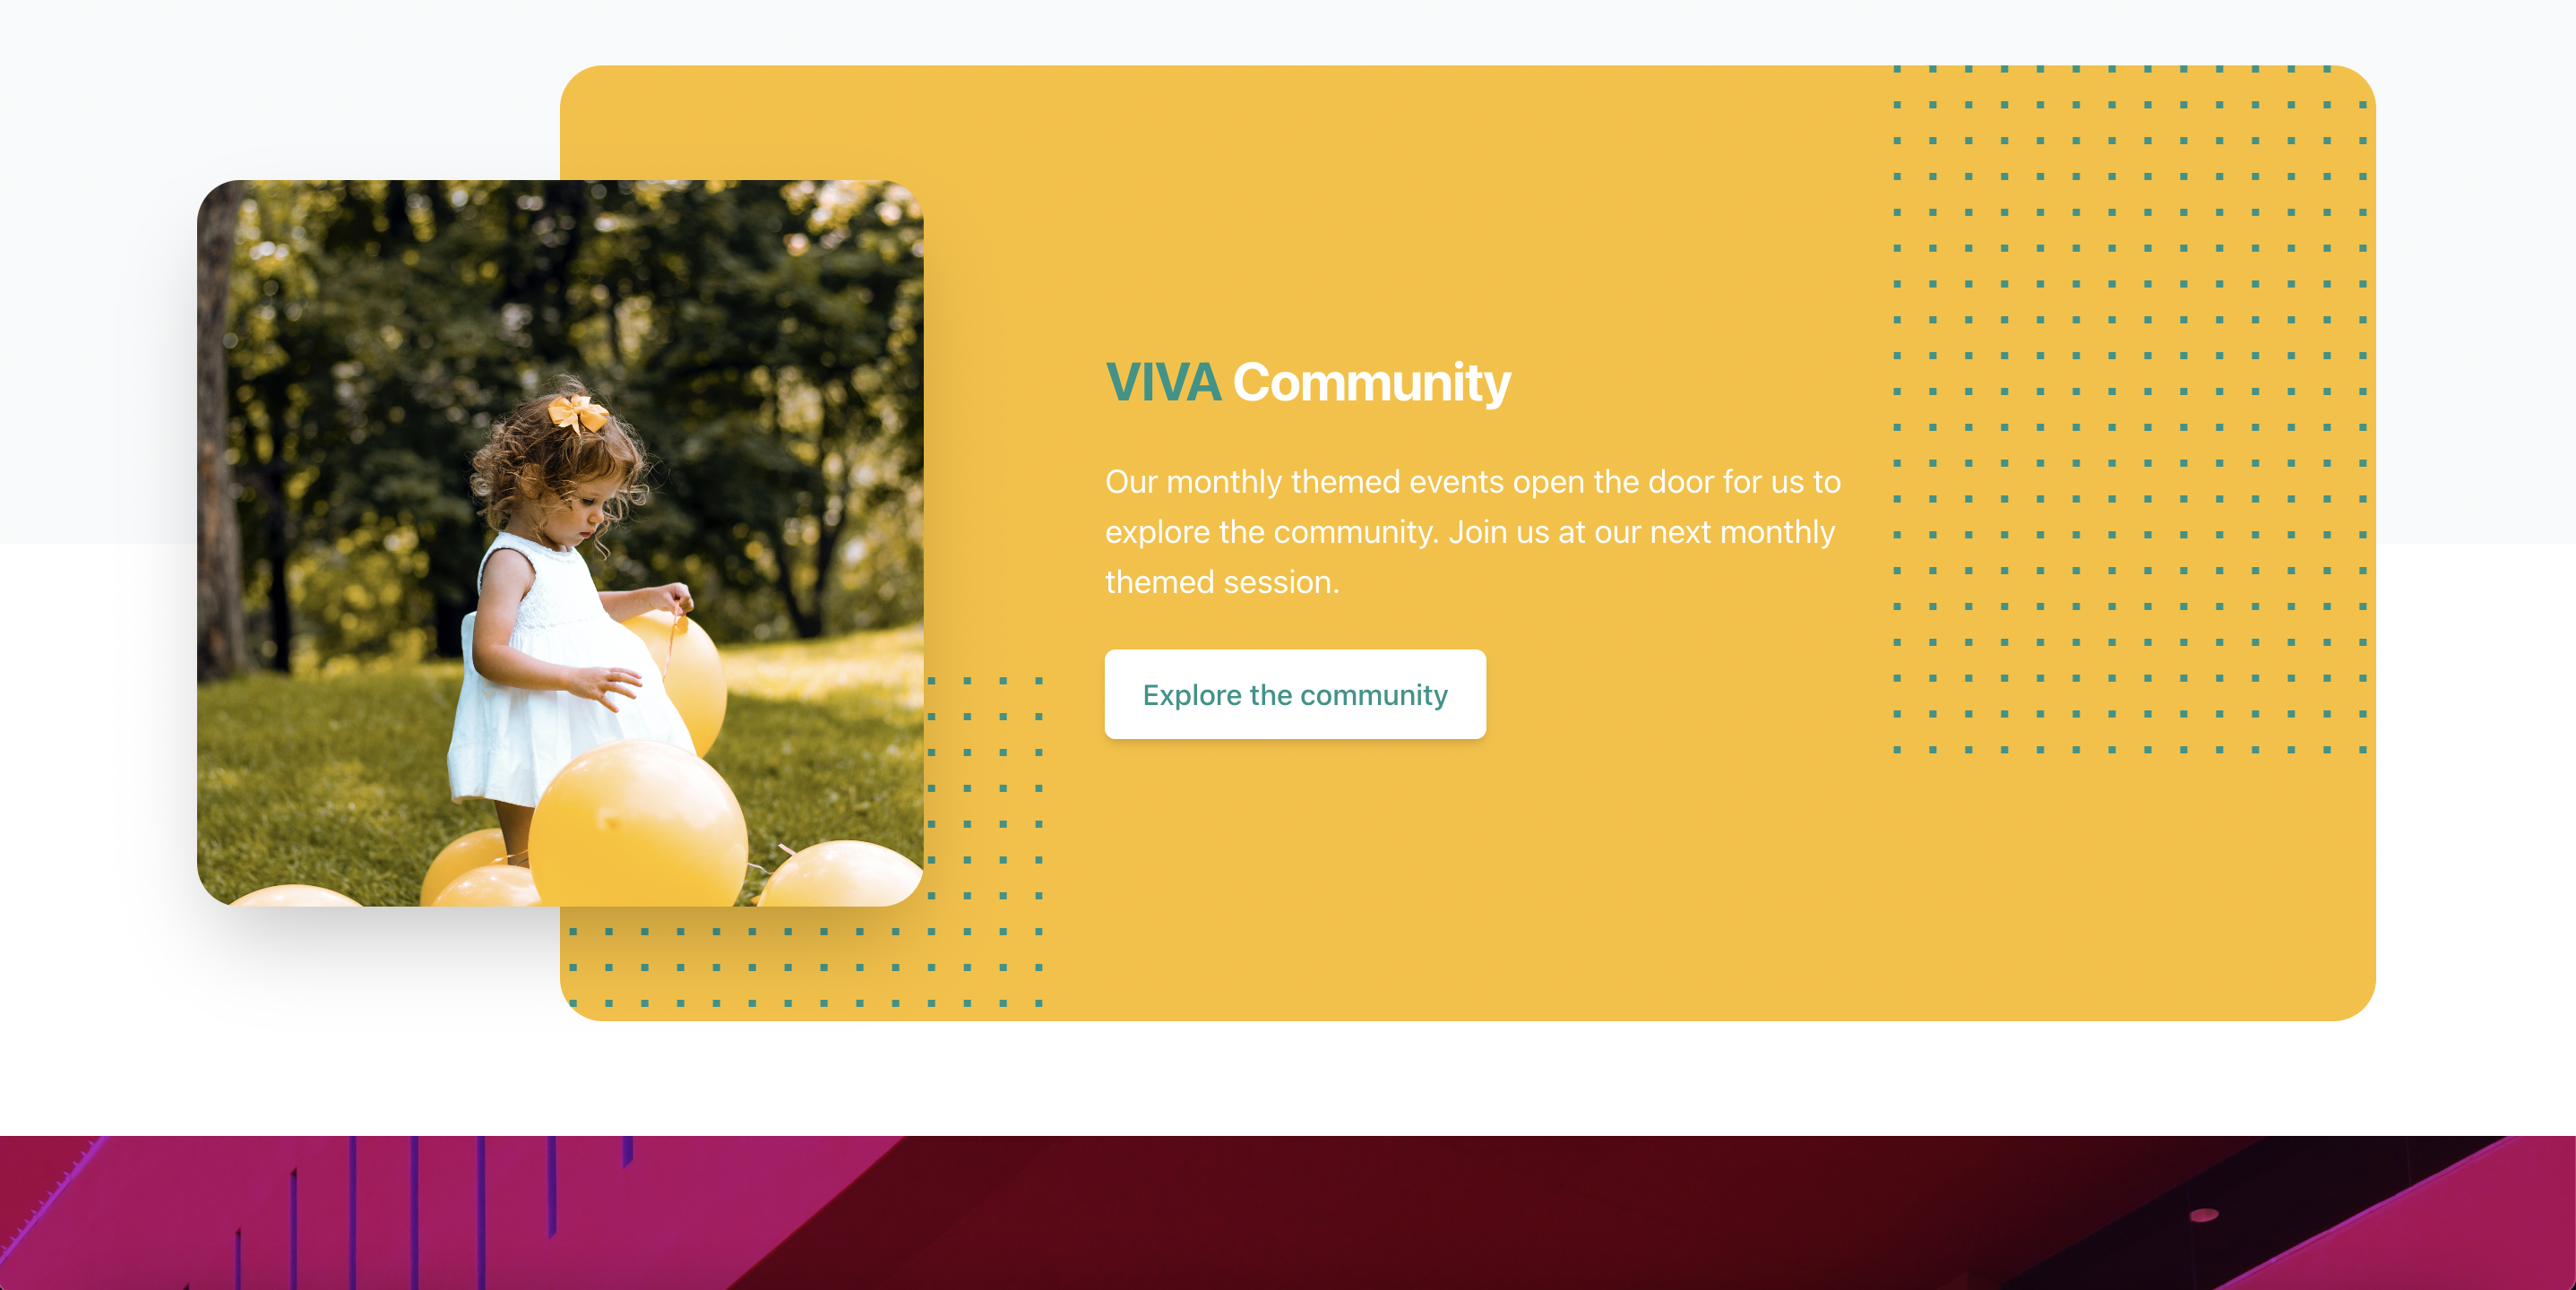 VIVA Community
Our monthly themed events open the door for us to
explore the community. Join us at our next monthly
themed session.
Explore the community